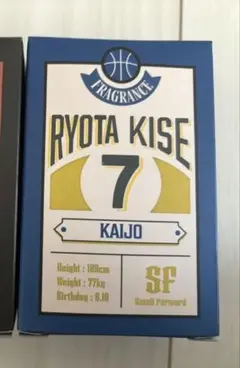 FRAGRANCE
RYOTA KISE
7
KAIJO
Height : 189cm
Weight : 77kg
Birthday : 6.18
SF
Small Forward